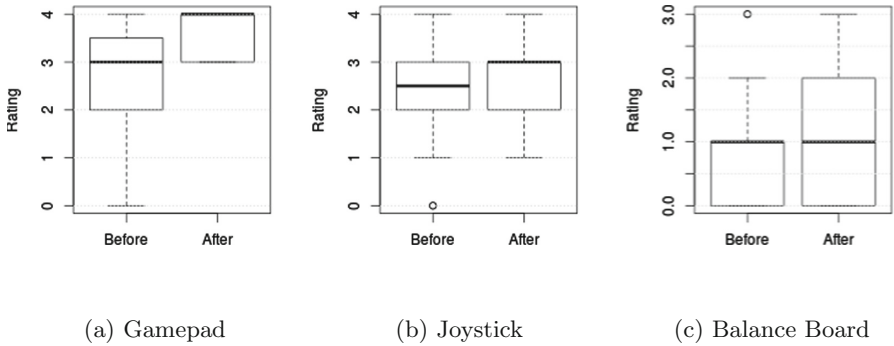 4
3
2
1
0
Rating
Before After
4
3
2
1
0
Rating
Before After
3.0
2.0
1.0
0.0
Rating
Before After
(a) Gamepad
(b) Joystick
(c) Balance Board